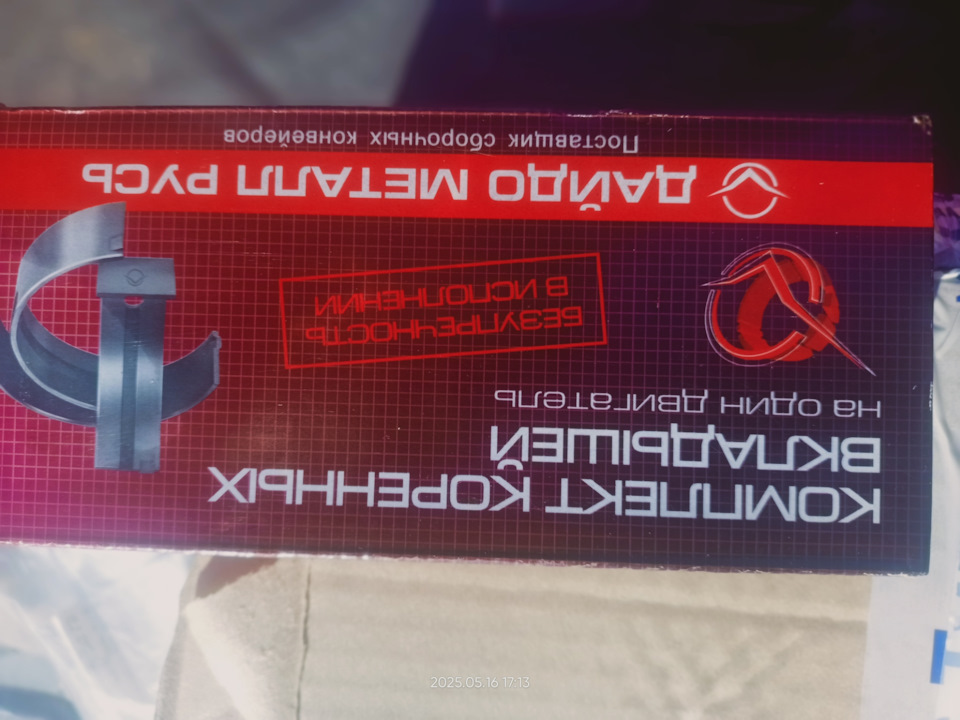 КОМПЛЕКТ КОРЕННЫХ
ВКЛАДЫШЕЙ
на один двигатель
БЕЗУПРЕЧНОСТЬ
В ИСПОЛНЕНИИ
ДАЙДО МЕТАЛЛ РУСЬ
Поставщик сборочных конвейеров
2025.05.16 17:13